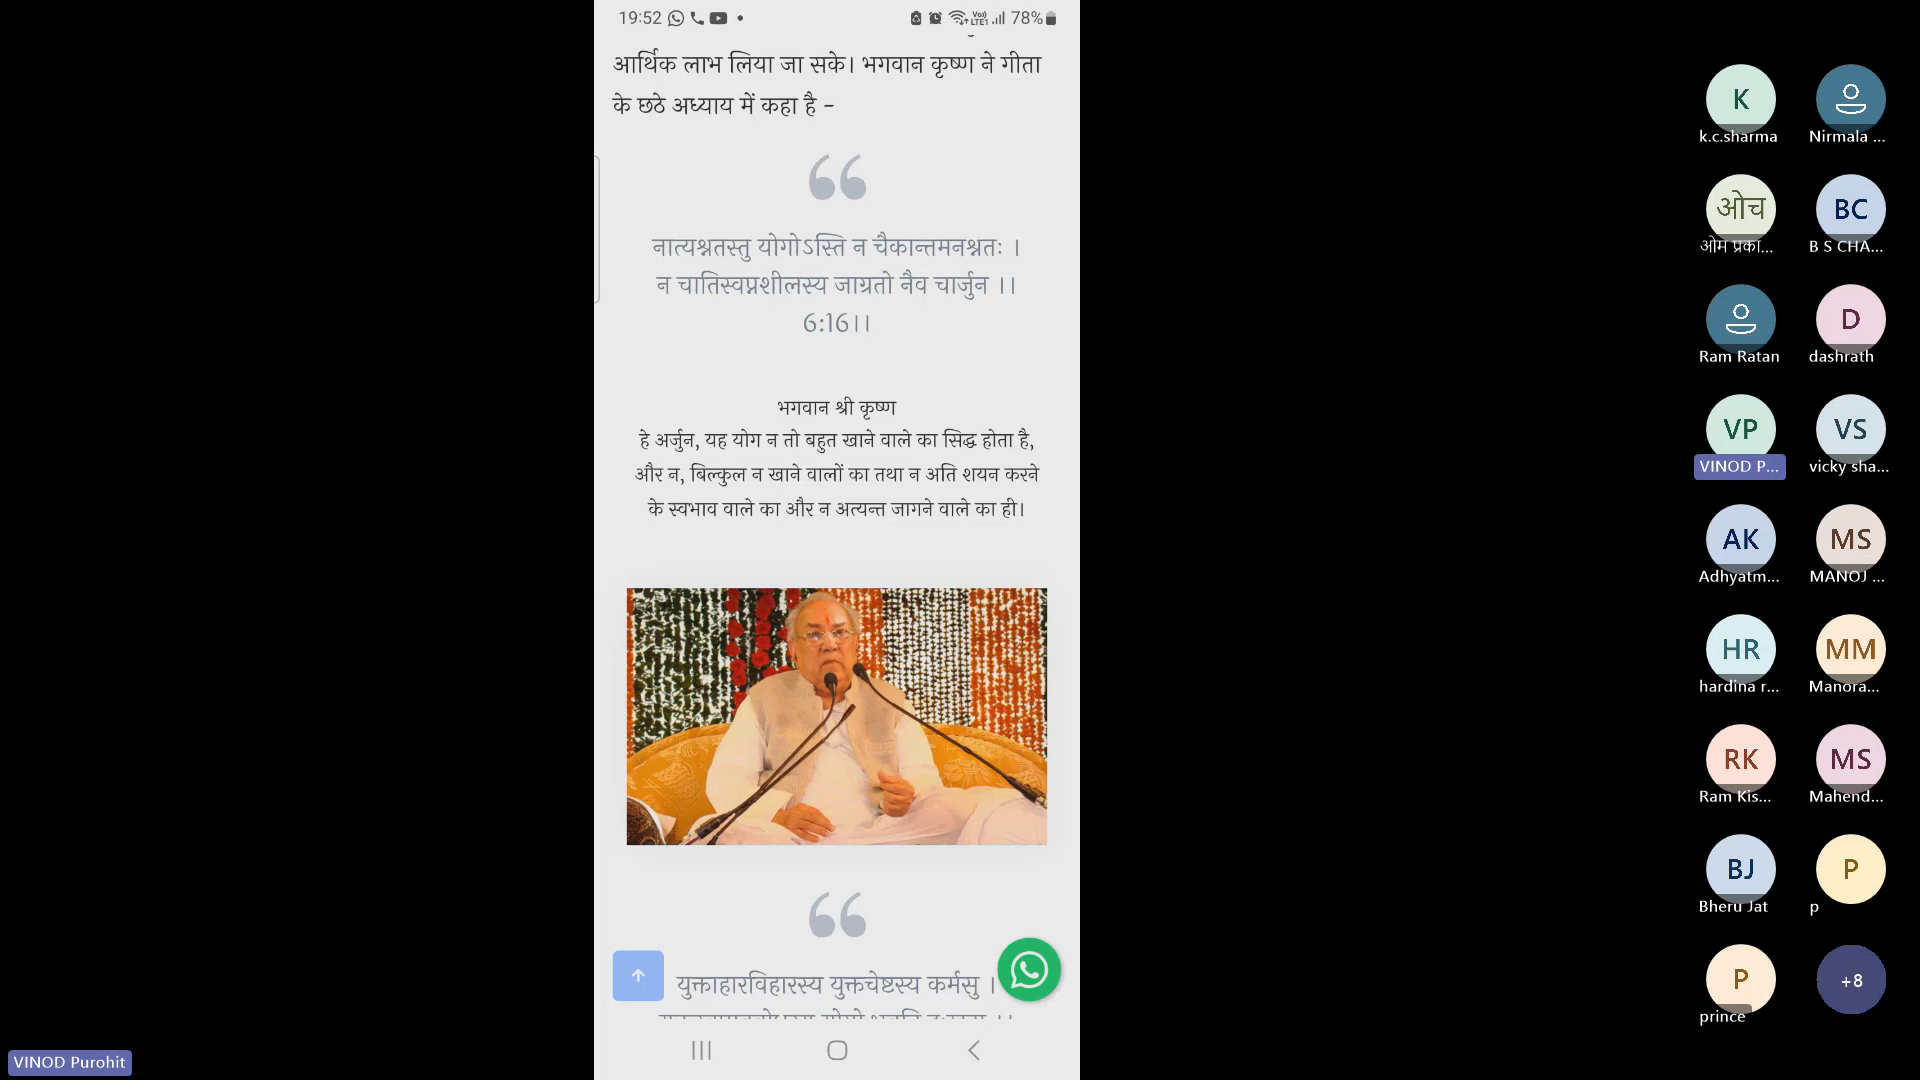 19:52
78%
आर्थिक लाभ लिया जा सके। भगवान कृष्ण ने गीता
के छठे अध्याय में कहा है -
नात्यश्नतस्तु योगोऽस्ति न चैकान्तमनश्नतः ।
न चातिस्वप्नशीलस्य जाग्रतो नैव चार्जुन ।।
6:16।।
भगवान श्री कृष्ण
हे अर्जुन, यह योग न तो बहुत खाने वाले का सिद्ध होता है,
और न, बिल्कुल न खाने वालों का तथा न अति शयन करने
के स्वभाव वाले का और न अत्यन्त जागने वाले का ही।
युक्ताहारविहारस्य युक्तचेष्टस्य कर्मसु ।
K
k.c.sharma
Nirmala ...
ओच
ओम प्रका...
BC
B S CHA...
Ram Ratan
D
dashrath
VP
VINOD P...
VS
vicky sha...
AK
Adhyatm...
MS
MANOJ ...
HR
hardina r...
MM
Manora...
RK
Ram Kis...
MS
Mahend...
BJ
Bheru Jat
P
p
P
prince
+8
VINOD Purohit